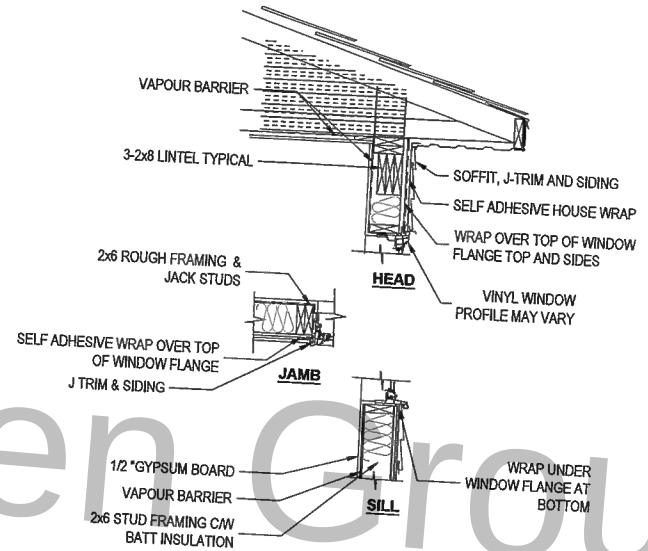 VAPOUR BARRIER
3-2x8 LINTEL TYPICAL
SOFFIT, J-TRIM AND SIDING
SELF ADHESIVE HOUSE WRAP
WRAP OVER TOP OF WINDOW
FLANGE TOP AND SIDES
HEAD
VINYL WINDOW
PROFILE MAY VARY
2x6 ROUGH FRAMING &
JACK STUDS
SELF ADHESIVE WRAP OVER TOP
OF WINDOW FLANGE
J TRIM & SIDING
JAMB
en Grou
1/2 "GYPSUM BOARD
VAPOUR BARRIER
2x6 STUD FRAMING C/W
BATT INSULATION
SILL
WRAP UNDER
WINDOW FLANGE AT
BOTTOM